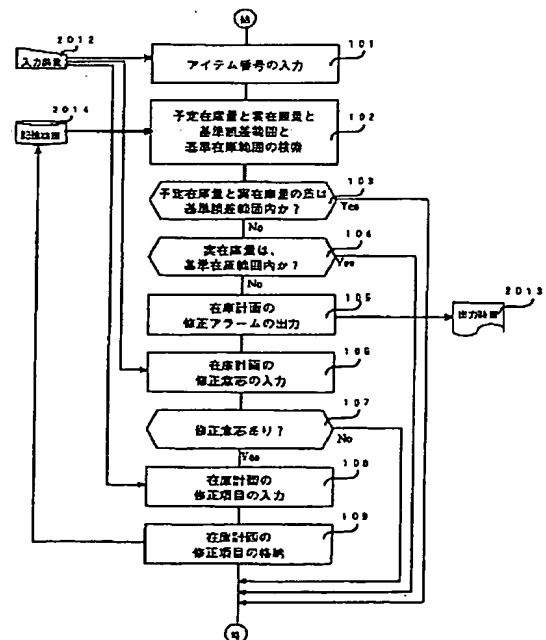 始
2012
入力装置
101
アイテム番号の入力
2014
記憶装置
予定在庫量と実在庫量と
基準誤差範囲と
基準在庫範囲の検索
102
103
予定在庫量と実在庫量の差は
基準誤差範囲内か?
Yes
No
104
実在庫量は、
基準在庫範囲内か?
Yes
No
105
在庫計画の
修正アラームの出力
2013
出力装置
106
在庫計画の
修正意志の入力
107
修正意志あり?
No
Yes
108
在庫計画の
修正項目の入力
109
在庫計画の
修正項目の格納